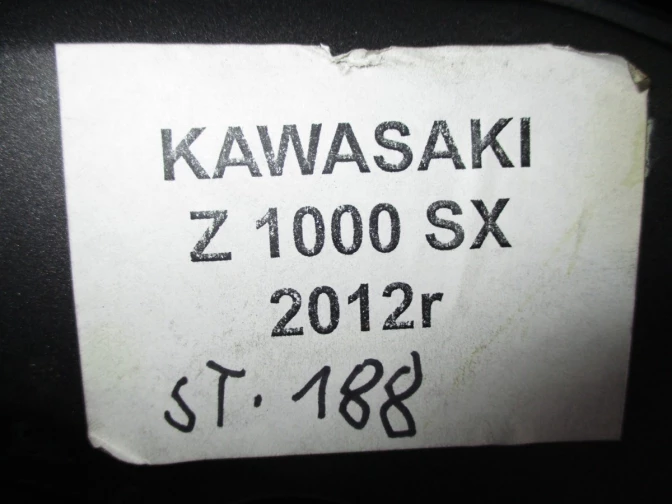 KAWASAKI
Z 1000 SX
2012r
ST. 188